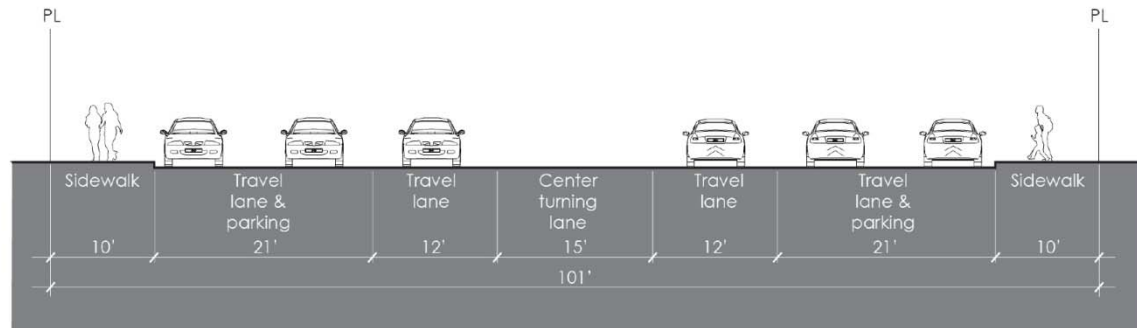 PL
PL
Sidewalk
Travel
lane &
parking
Travel
lane
Center
turning
lane
Travel
lane
Travel
lane &
parking
Sidewalk
10'
21'
12'
15'
12'
21'
10'
101'